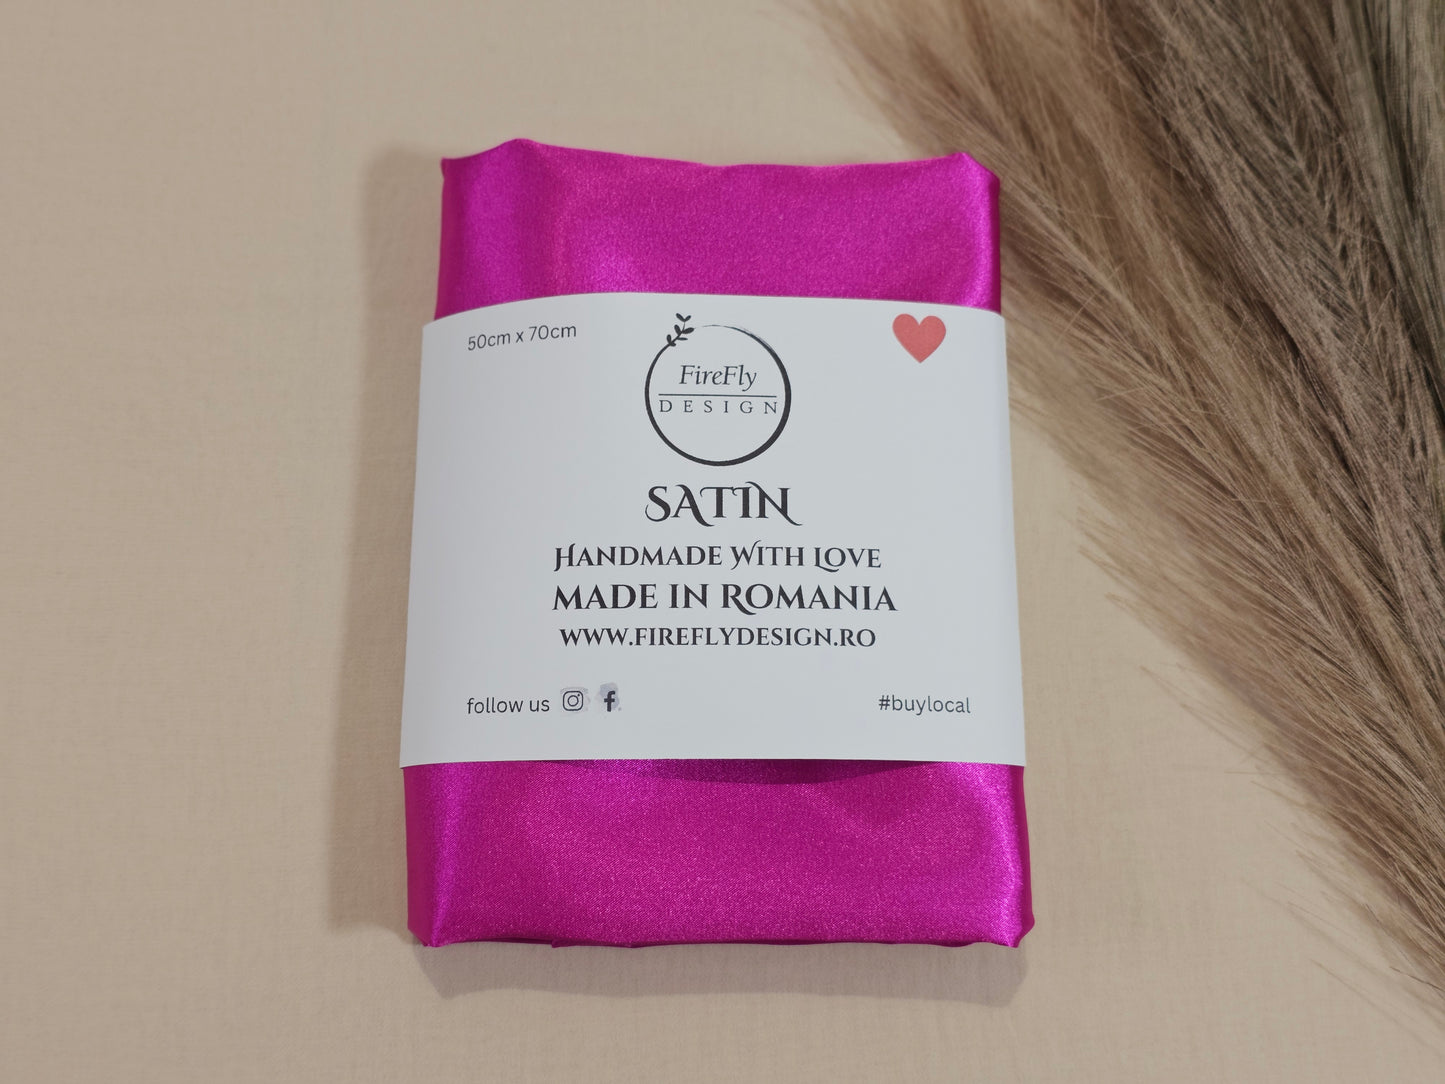 50cm x 70cm
FireFly
DESIGN
SATIN
HANDMADE WITH LOVE
MADE IN ROMANIA
WWW.FIREFLYDESIGN.RO
follow us
#buylocal